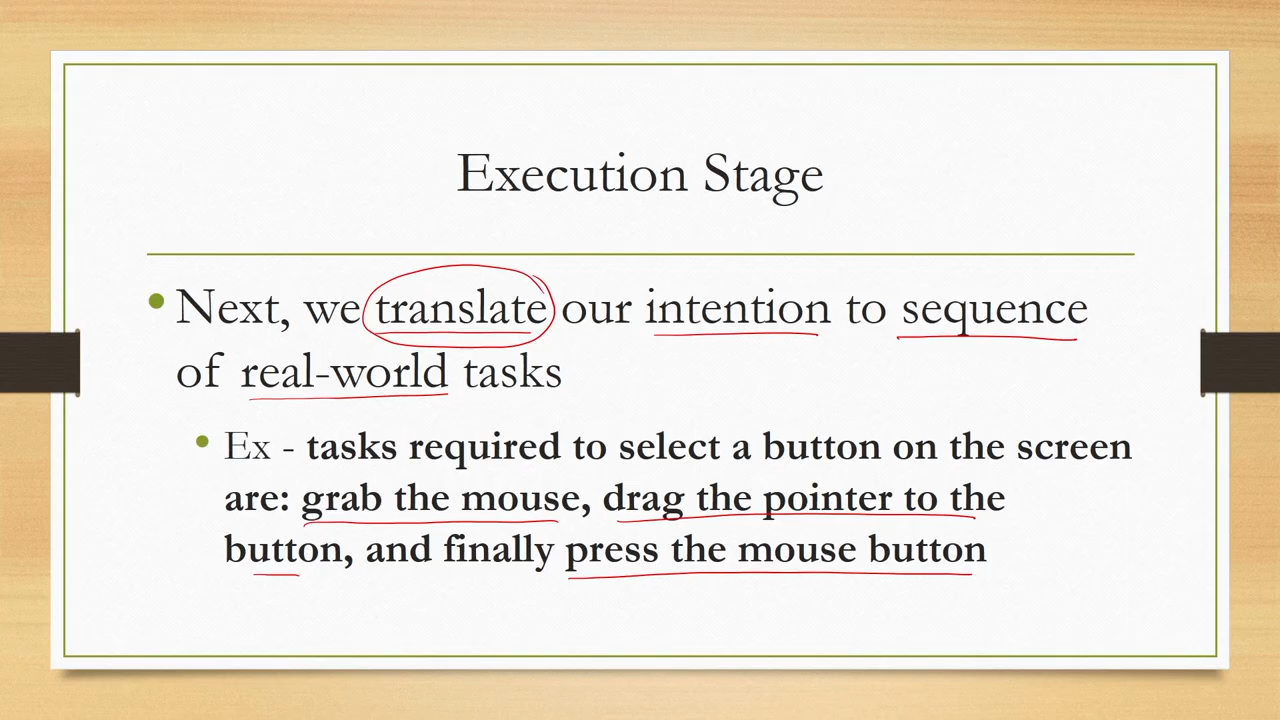 Execution Stage
• Next, we translate our intention to sequence
of real-world tasks
• Ex - tasks required to select a button on the screen
are: grab the mouse, drag the pointer to the
button, and finally press the mouse button